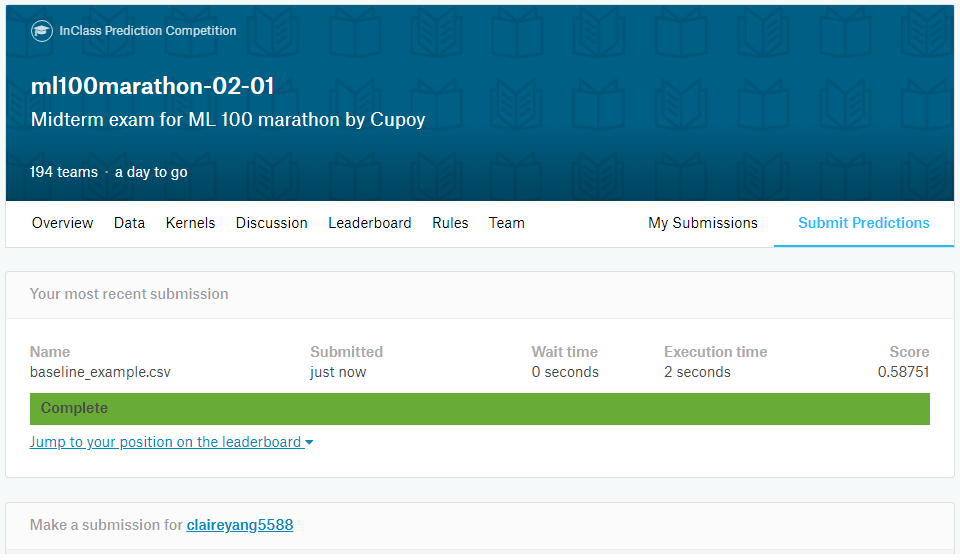 InClass Prediction Competition
ml100marathon-02-01
Midterm exam for ML 100 marathon by Cupoy
194 teams · a day to go
Overview Data Kernels Discussion Leaderboard Rules Team My Submissions Submit Predictions
Your most recent submission
Name Submitted Wait time Execution time Score
baseline_example.csv just now 0 seconds 2 seconds 0.58751
Complete
Jump to your position on the leaderboard
Make a submission for claireyang5588